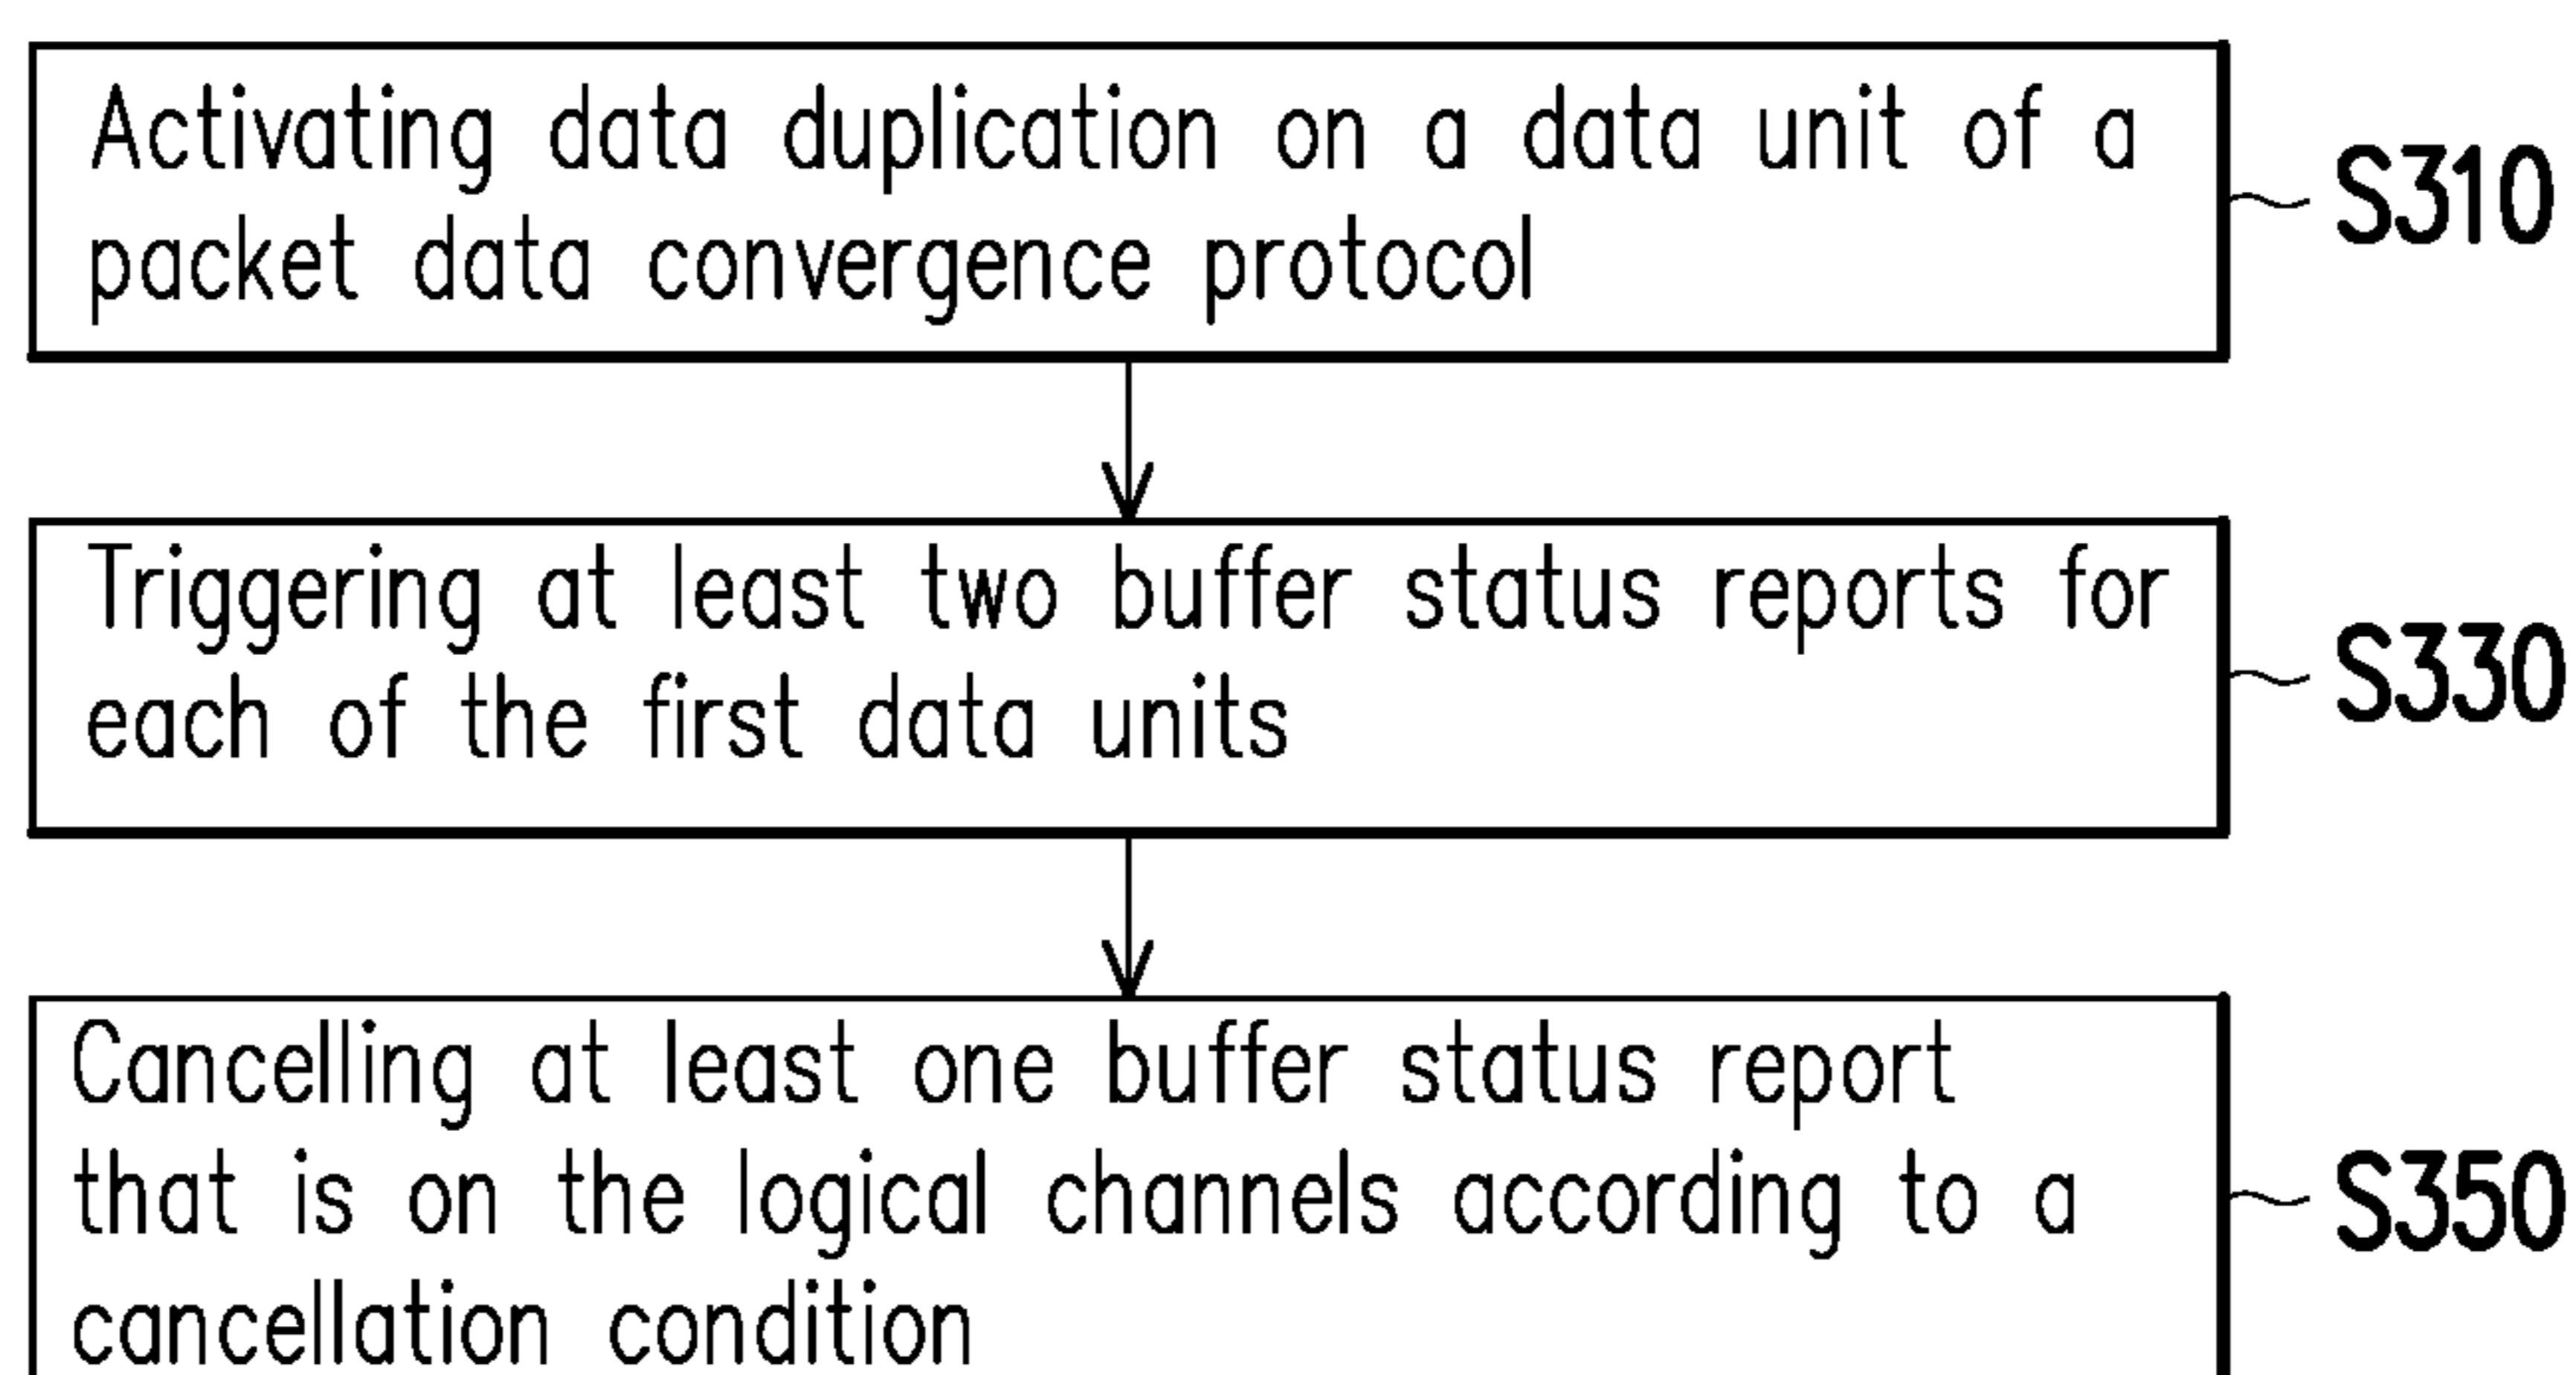 Activating data duplication on a data unit of a
packet data convergence protocol
S310
Triggering at least two buffer status reports for
each of the first data units
S330
Cancelling at least one buffer status report
that is on the logical channels according to a
cancellation condition
S350